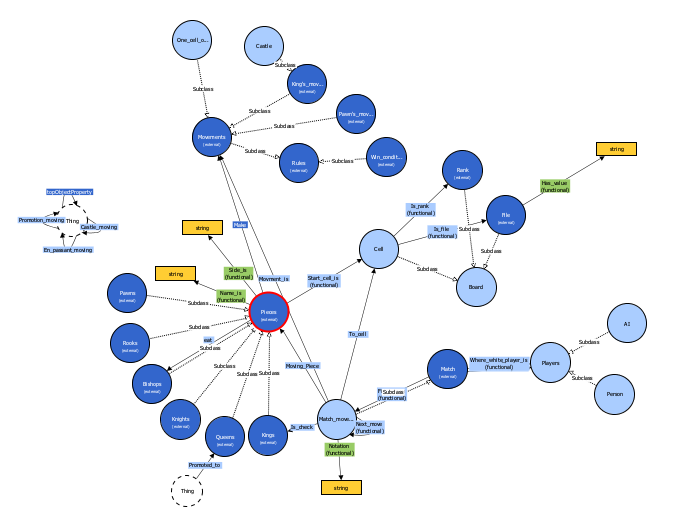 One_cell_o...
Castle
Subclass
King's_mov...
(external)
Subclass
Subclass
Pawn's_mov...
(external)
Subclass
Movements
(external)
Subclass
Rules
(external)
Subclass
Win_condit...
(external)
string
Has_value
(functional)
Rank
(external)
Is_rank
(functional)
File
(external)
Is_file
(functional)
Subclass
Subclass
Cell
Subclass
Board
topObjectProperty
Promotion_moving
Thing
Castle_moving
En_passant_moving
string
Make
string
Side_is
(functional)
Name_is
(functional)
Movment_is
Start_cell_is
(functional)
Pawns
(external)
Subclass
Pieces
(external)
Rooks
(external)
Subclass
eat
Subclass
Bishops
(external)
Subclass
Subclass
Subclass
Knights
(external)
Queens
(external)
Kings
(external)
Promoted_to
Thing
To_cell
Moving_Piece
Is_check
Match_move...
Next_move
(functional)
Notation
(functional)
string
Subclass
(functional)
Match
(external)
Where_white_player_is
(functional)
Players
Subclass
AI
Subclass
Person